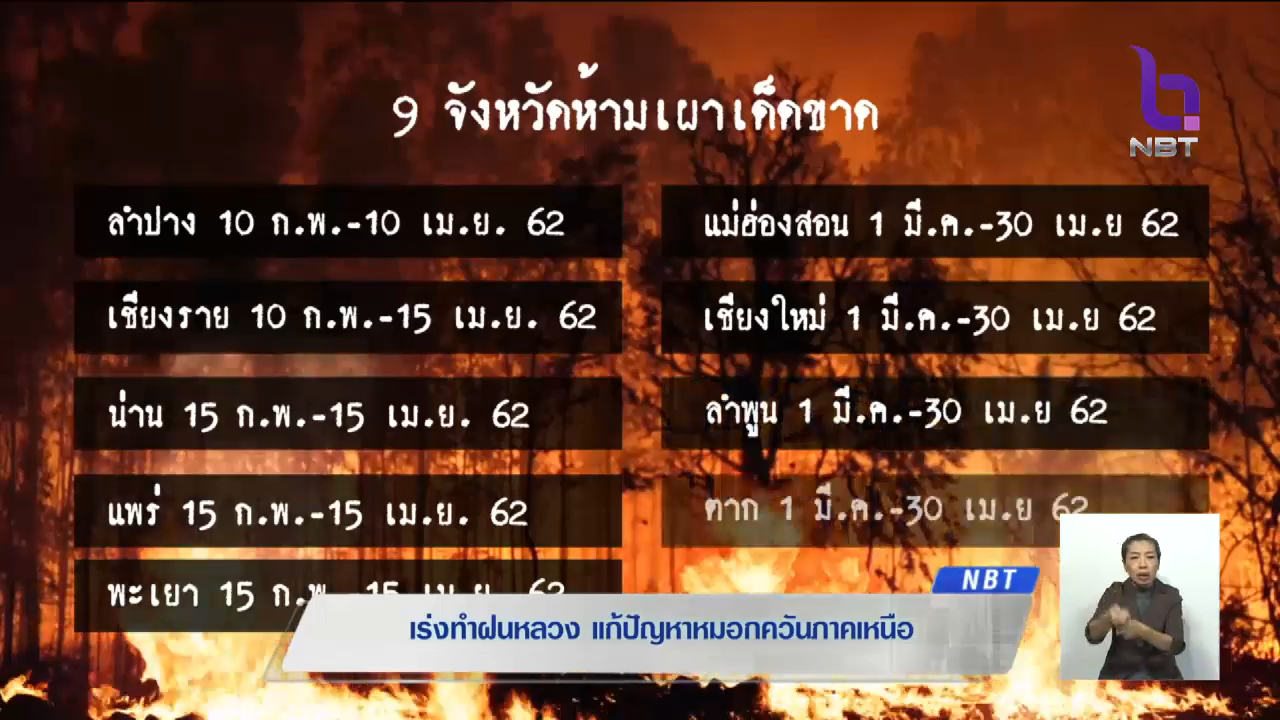 9 จังหวัดห้ามเผาเด็ดขาด
NBT
ลำปาง 10 ก.พ.-10 เม.ย. 62
เชียงราย 10 ก.พ.-15 เม.ย. 62
น่าน 15 ก.พ.-15 เม.ย. 62
แพร่ 15 ก.พ.-15 เม.ย. 62
พะเยา 15 ก.พ. -15 เม.ย. 62
แม่ฮ่องสอน 1 มี.ค.-30 เม.ย 62
เชียงใหม่ 1 มี.ค.-30 เม.ย 62
ลำพูน 1 มี.ค.-30 เม.ย 62
ตาก 1 มี.ค.-30 เม.ย 62
NBT
เร่งทำฝนหลวง แก้ปัญหาหมอกควันภาคเหนือ